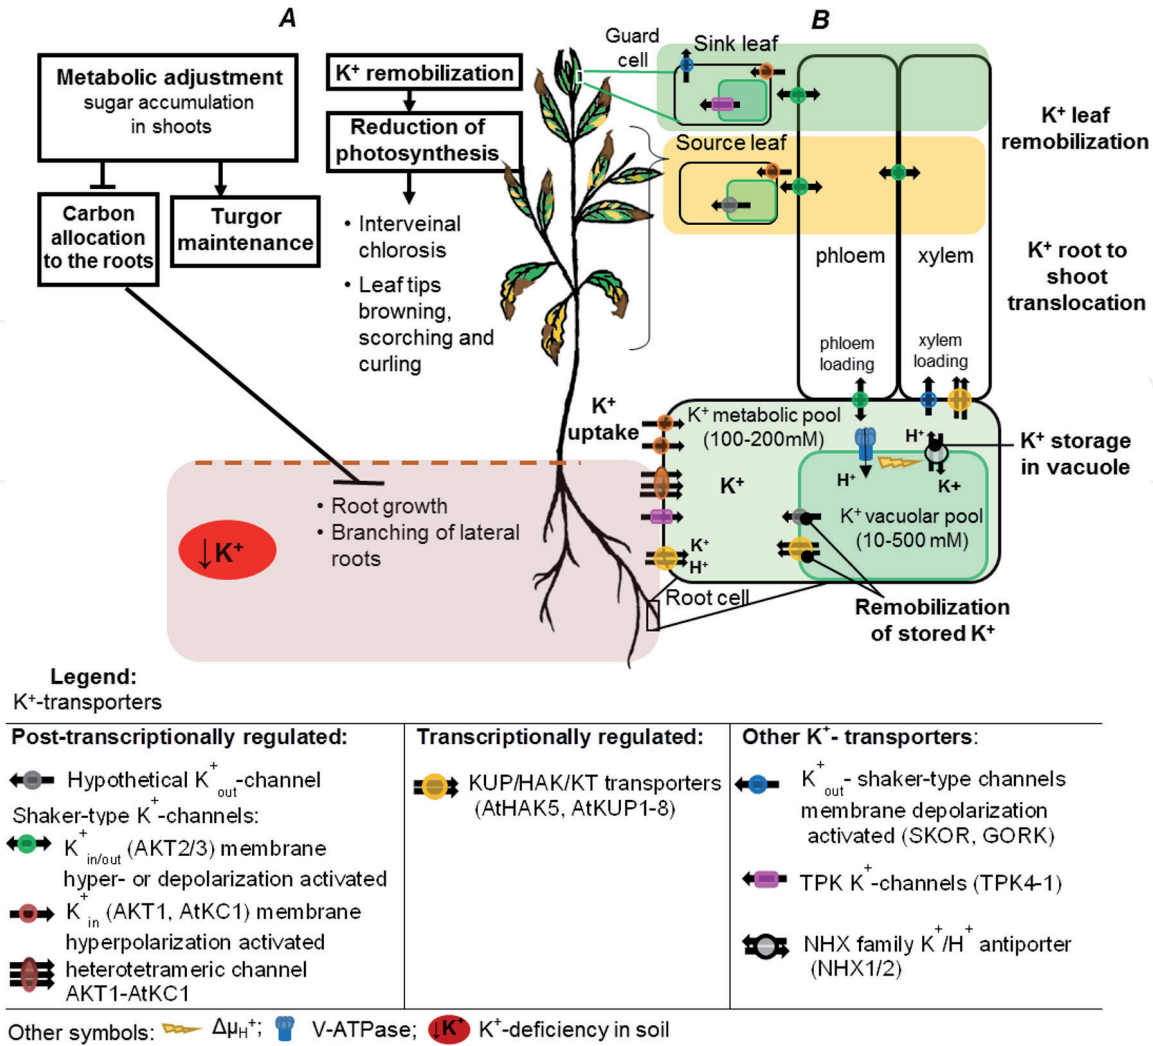 A
B
Metabolic adjustment
sugar accumulation
in shoots
Carbon
allocation
to the roots
Turgor
maintenance
K⁺ remobilization
Reduction of
photosynthesis
• Interveinal
chlorosis
• Leaf tips
browning,
scorching and
curling
Guard
cell
Sink leaf
Source leaf
phloem
xylem
K⁺ leaf
remobilization
K⁺ root to
shoot
translocation
phloem
loading
xylem
loading
K⁺
uptake
K⁺ metabolic pool
(100-200mM)
K⁺
H⁺
H⁺
K+
K⁺ storage
in vacuole
K⁺ vacuolar pool
(10-500 mM)
K⁺
H⁺
Root cell
Remobilization
of stored K⁺
↓K⁺
• Root growth
• Branching of lateral
roots
Legend:
K⁺-transporters
Post-transcriptionally regulated:
Hypothetical K⁺out-channel
Shaker-type K⁺-channels:
K⁺in/out (AKT2/3) membrane
hyper- or depolarization activated
K⁺in (AKT1, AtKC1) membrane
hyperpolarization activated
heterotetrameric channel
AKT1-AtKC1
Transcriptionally regulated:
KUP/HAK/KT transporters
(AtHAK5, AtKUP1-8)
Other K⁺- transporters:
K⁺out- shaker-type channels
membrane depolarization
activated (SKOR, GORK)
TPK K⁺-channels (TPK4-1)
NHX family K⁺/H⁺ antiporter
(NHX1/2)
Other symbols: ΔμH⁺; V-ATPase; ↓K⁺ K⁺-deficiency in soil